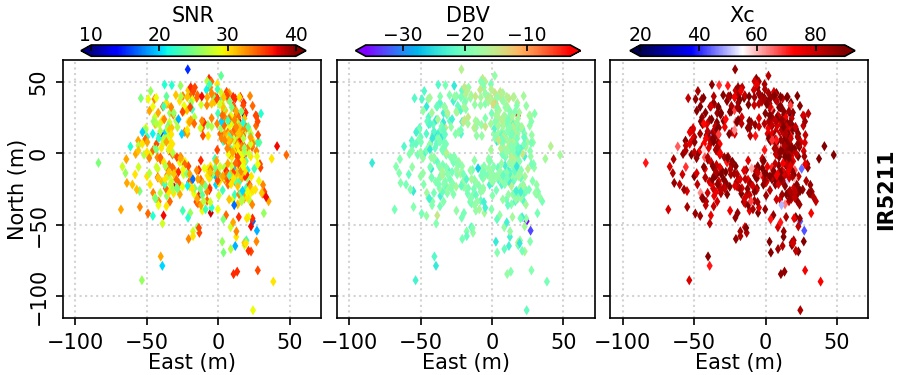 SNR DBV Xc
10 20 30 40 −30 −20 −10 20 40 60 80
50
0
−50
−100
North (m)
IR5211
−100 −50 0 50 −100 −50 0 50 −100 −50 0 50
East (m) East (m) East (m)